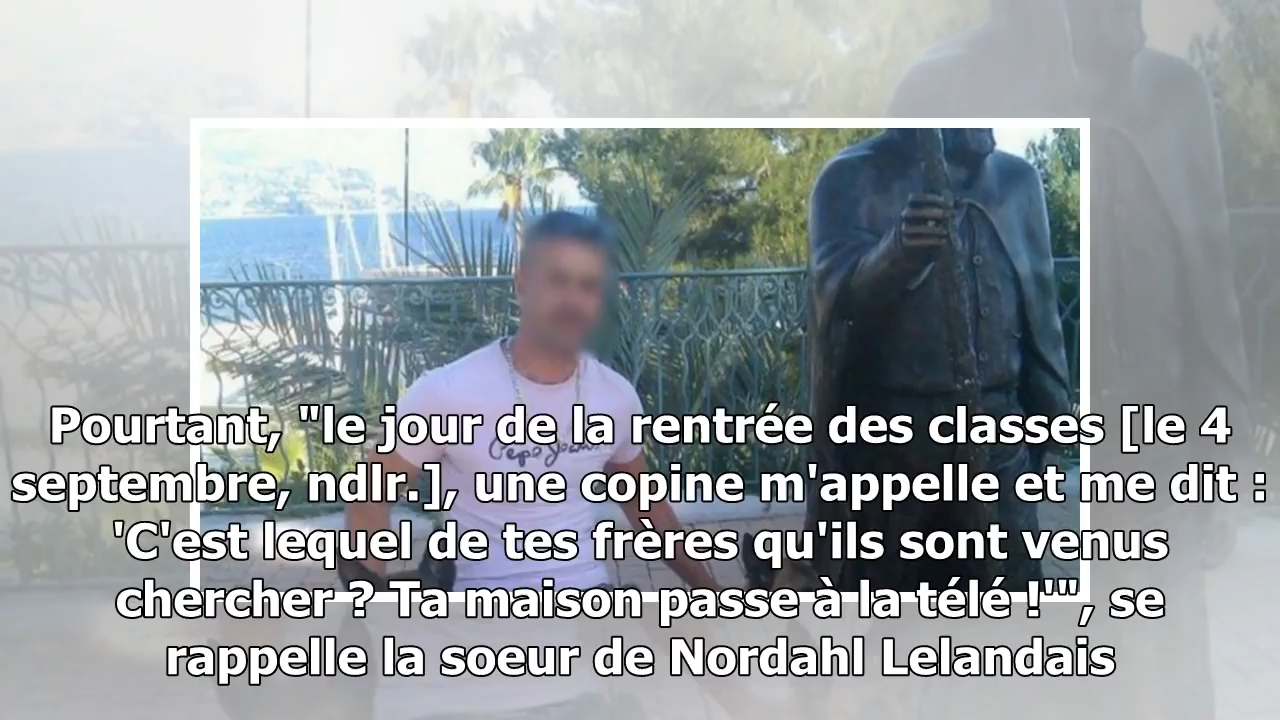 Pepe Jeans
Pourtant, "le jour de la rentrée des classes [le 4
septembre, ndlr.], une copine m'appelle et me dit :
'C'est lequel de tes frères qu'ils sont venus
chercher ? Ta maison passe à la télé !'", se
rappelle la soeur de Nordahl Lelandais